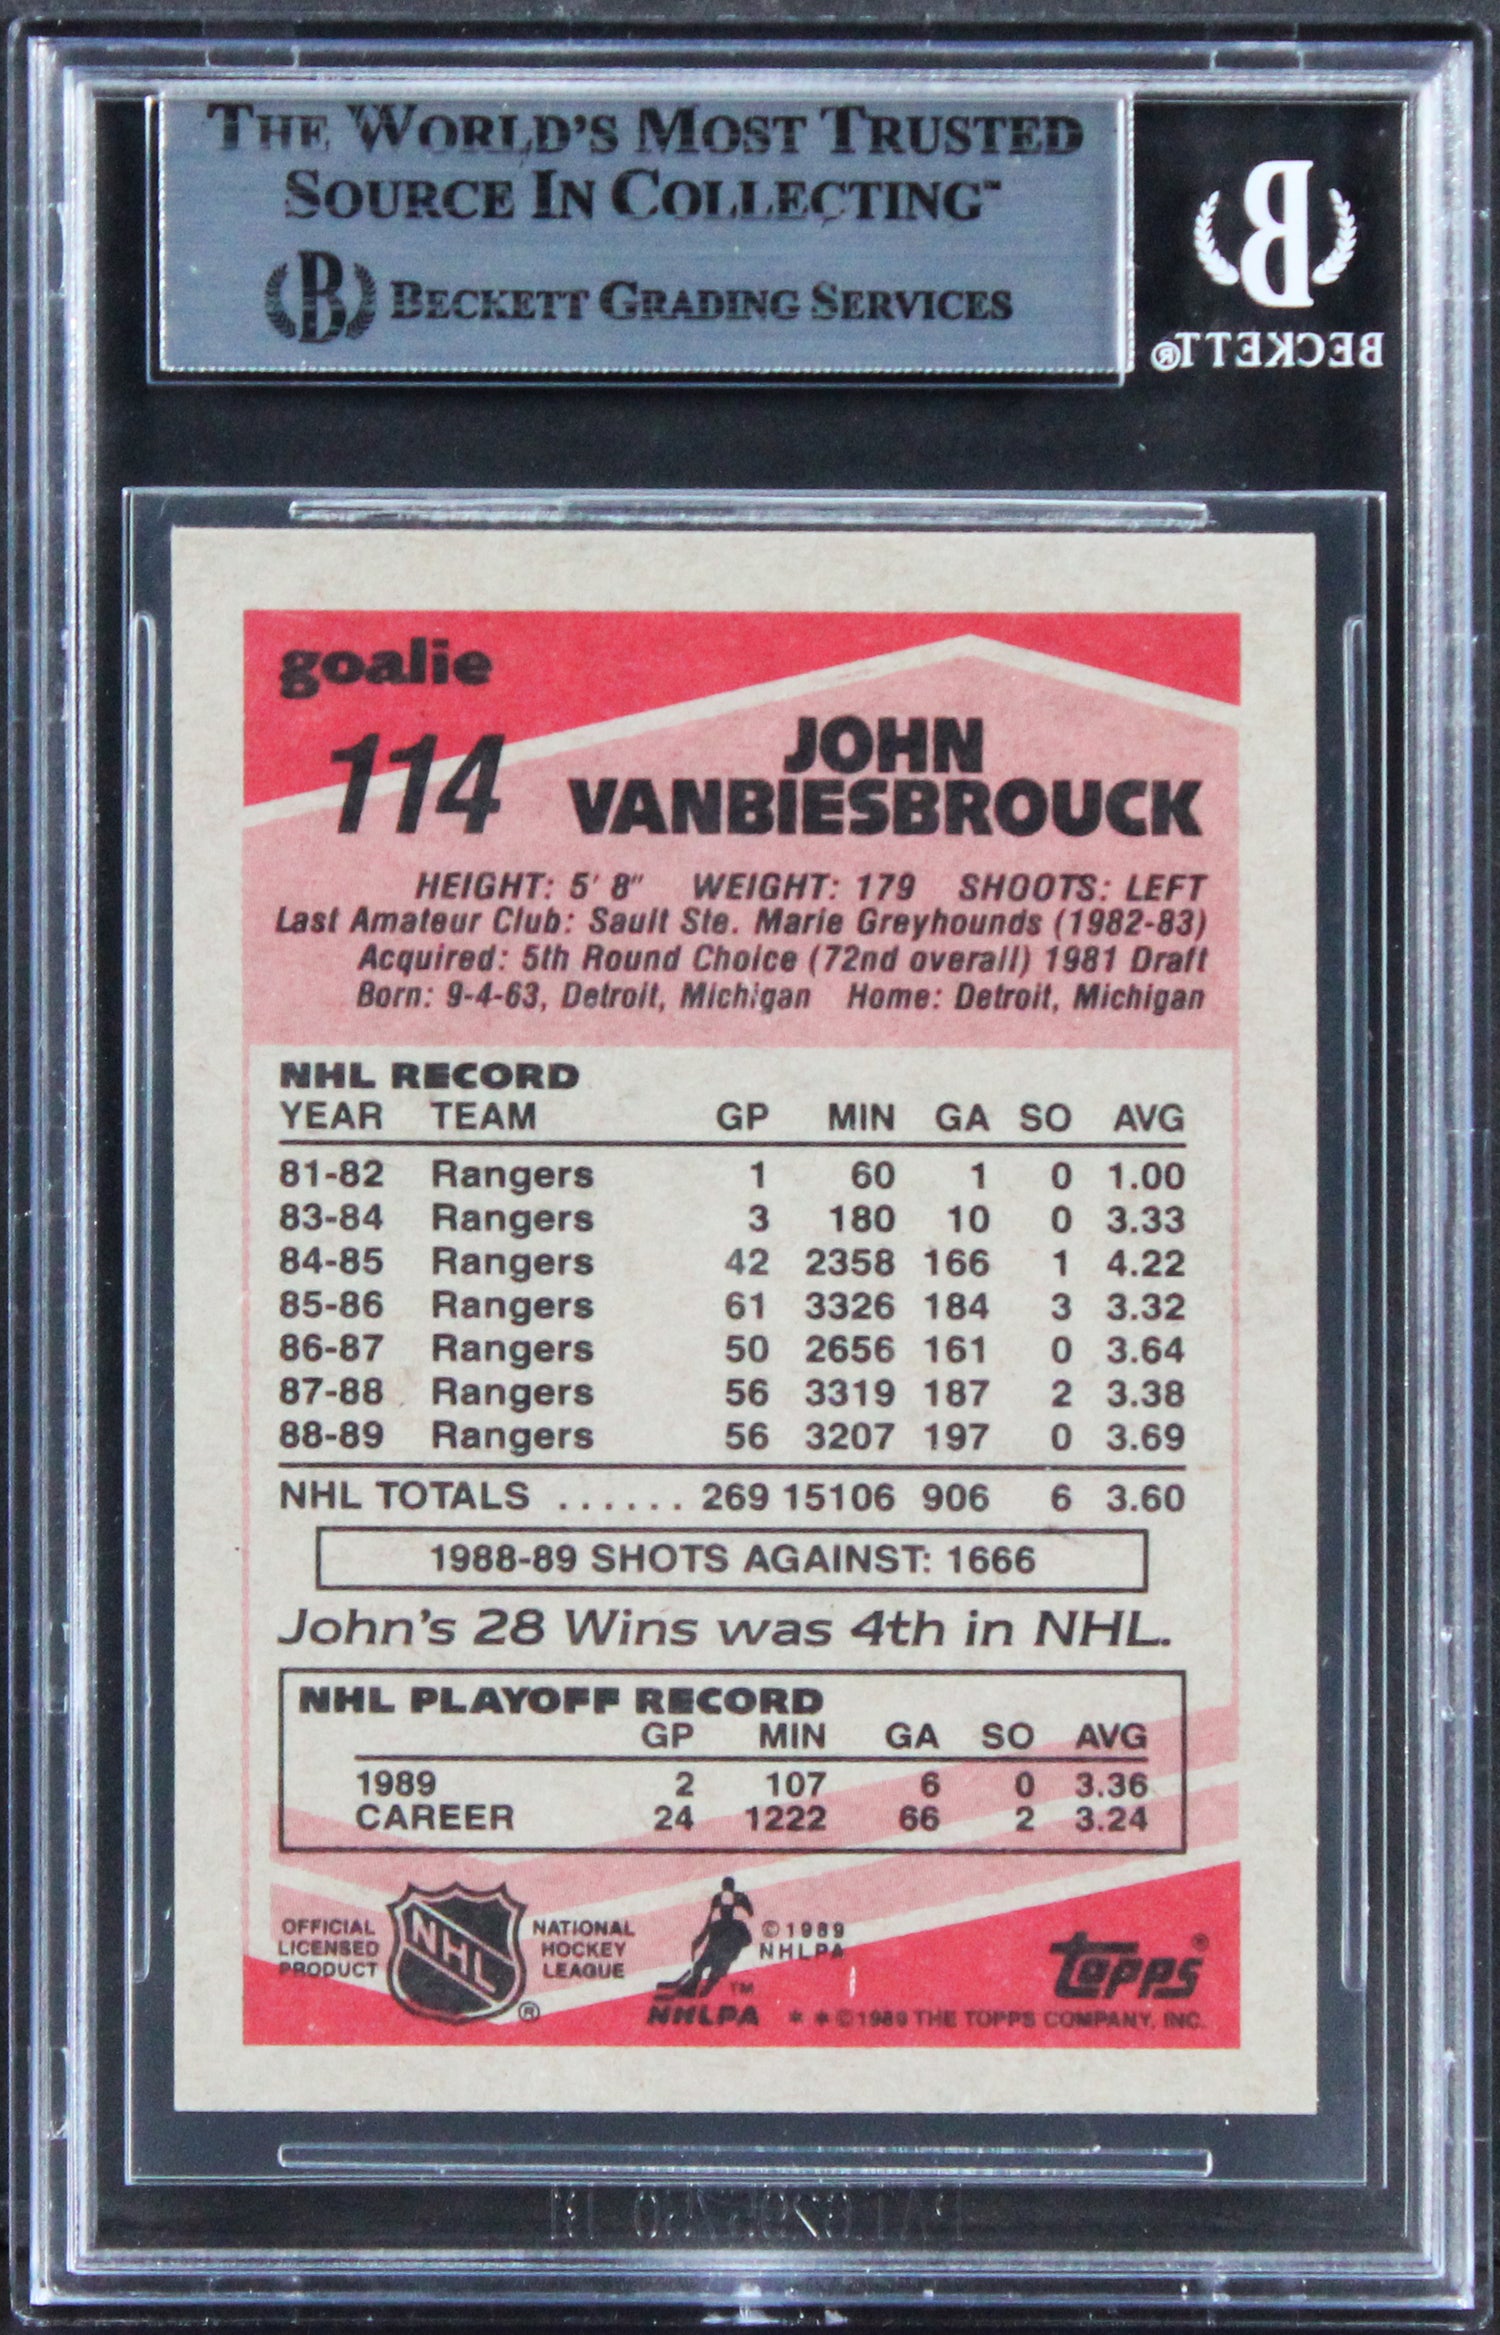 THE WORLD'S MOST TRUSTED
SOURCE IN COLLECTING™
B BECKETT GRADING SERVICES
B
BECKETT®
goalie
114
JOHN
VANBIESBROUCK
HEIGHT: 5' 8" WEIGHT: 179 SHOOTS: LEFT
Last Amateur Club: Sault Ste. Marie Greyhounds (1982-83)
Acquired: 5th Round Choice (72nd overall) 1981 Draft
Born: 9-4-63, Detroit, Michigan Home: Detroit, Michigan
NHL RECORD
YEAR TEAM GP MIN GA SO AVG
81-82 Rangers 1 60 1 0 1.00
83-84 Rangers 3 180 10 0 3.33
84-85 Rangers 42 2358 166 1 4.22
85-86 Rangers 61 3326 184 3 3.32
86-87 Rangers 50 2656 161 0 3.64
87-88 Rangers 56 3319 187 2 3.38
88-89 Rangers 56 3207 197 0 3.69
NHL TOTALS ...... 269 15106 906 6 3.60
1988-89 SHOTS AGAINST: 1666
John's 28 Wins was 4th in NHL.
NHL PLAYOFF RECORD
GP MIN GA SO AVG
1989 2 107 6 0 3.36
CAREER 24 1222 66 2 3.24
OFFICIAL
LICENSED
PRODUCT
NHL
®
NATIONAL
HOCKEY
LEAGUE
©1989
NHLPA
TM
NHLPA
topps®
* * ©1989 THE TOPPS COMPANY, INC.